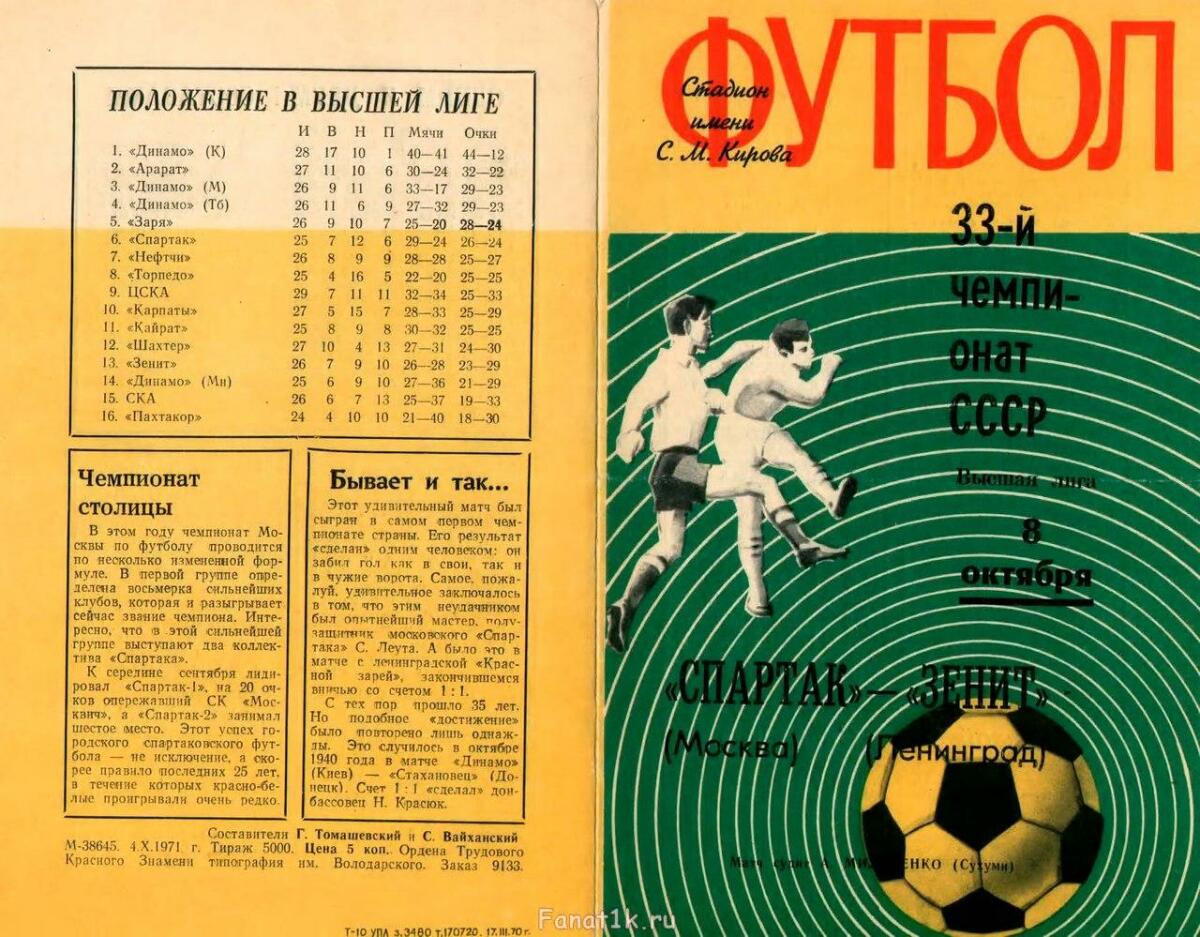 ПОЛОЖЕНИЕ В ВЫСШЕЙ ЛИГЕ
И В Н П Мячи Очки
1. «Динамо» (К) 28 17 10 1 40—41 44—12
2. «Арарат» 27 11 10 6 30—24 32—22
3. «Динамо» (М) 26 9 11 6 33—17 29—23
4. «Динамо» (Тб) 26 11 6 9 27—32 29—23
5. «Заря» 26 9 10 7 25—20 28—24
6. «Спартак» 25 7 12 6 29—24 26—24
7. «Нефтчи» 26 8 9 9 28—28 25—27
8. «Торпедо» 25 4 16 5 22—20 25—25
9. ЦСКА 29 7 11 11 32—34 25—33
10. «Карпаты» 27 5 15 7 28—33 25—29
11. «Кайрат» 25 8 9 8 30—32 25—25
12. «Шахтер» 27 10 4 13 27—31 24—30
13. «Зенит» 26 7 9 10 26—28 23—29
14. «Динамо» (Мн) 25 6 9 10 27—36 21—29
15. СКА 26 6 7 13 25—37 19—33
16. «Пахтакор» 24 4 10 10 21—40 18—30
Чемпионат
столицы
В этом году чемпионат Мо-
сквы по футболу проводится
по несколько измененной фор-
муле. В первой группе опре-
делена восьмерка сильнейших
клубов, которая и разыгрывает
сейчас звание чемпиона. Инте-
ресно, что в этой сильнейшей
группе выступают два коллек-
тива «Спартака».
К середине сентября лиди-
ровал «Спартак-1», на 20 оч-
ков опережавший СК «Мос-
квич», а «Спартак-2» занимал
шестое место. Этот успех го-
родского спартаковского фут-
бола — не исключение, а ско-
рее правило последних 25 лет,
в течение которых красно-бе-
лые проигрывали очень редко.
Бывает и так...
Этот удивительный матч был
сыгран в самом первом чем-
пионате страны. Его результат
«сделан» одним человеком: он
забил гол как в свои, так и
в чужие ворота. Самое, пожа-
луй, удивительное заключалось
в том, что этим неудачником
был опытнейший мастер, полу-
защитник московского «Спар-
така» С. Леута. А было это в
матче с ленинградской «Крас-
ной зарей», закончившемся
вничью со счетом 1 : 1.
С тех пор прошло 35 лет.
Но подобное «достижение»
было повторено лишь однаж-
ды. Это случилось в октябре
1940 года в матче «Динамо»
(Киев) — «Стахановец» (До-
нецк). Счет 1 : 1 «сделал» дон-
бассовец Н. Красюк.
Составители Г. Томашевский и С. Вайханский
М-38645. 4.X.1971 г. Тираж 5000. Цена 5 коп. Ордена Трудового
Красного Знамени типография им. Володарского. Заказ 9133.
Т-10 УПЛ з.3480 т.170720. 17.III.70 г.
ФУТБОЛ
Стадион
имени
С. М. Кирова
33-й
чемпи-
онат
СССР
Высшая лига
8
октября
«СПАРТАК» — «ЗЕНИТ»
(Москва) (Ленинград)
Матч судит А. (Сухуми)
Fanat1k.ru